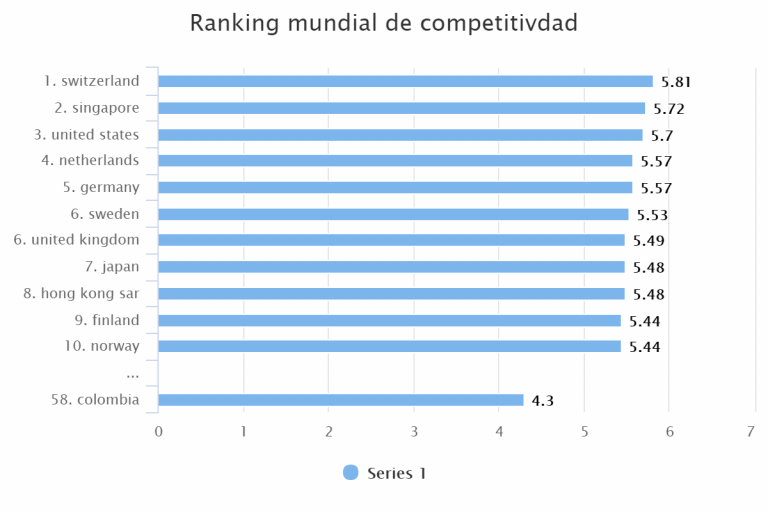 Ranking mundial de competitivdad
1. switzerland 5.81
2. singapore 5.72
3. united states 5.7
4. netherlands 5.57
5. germany 5.57
6. sweden 5.53
6. united kingdom 5.49
7. japan 5.48
8. hong kong sar 5.48
9. finland 5.44
10. norway 5.44
...
58. colombia 4.3
0 1 2 3 4 5 6 7
Series 1